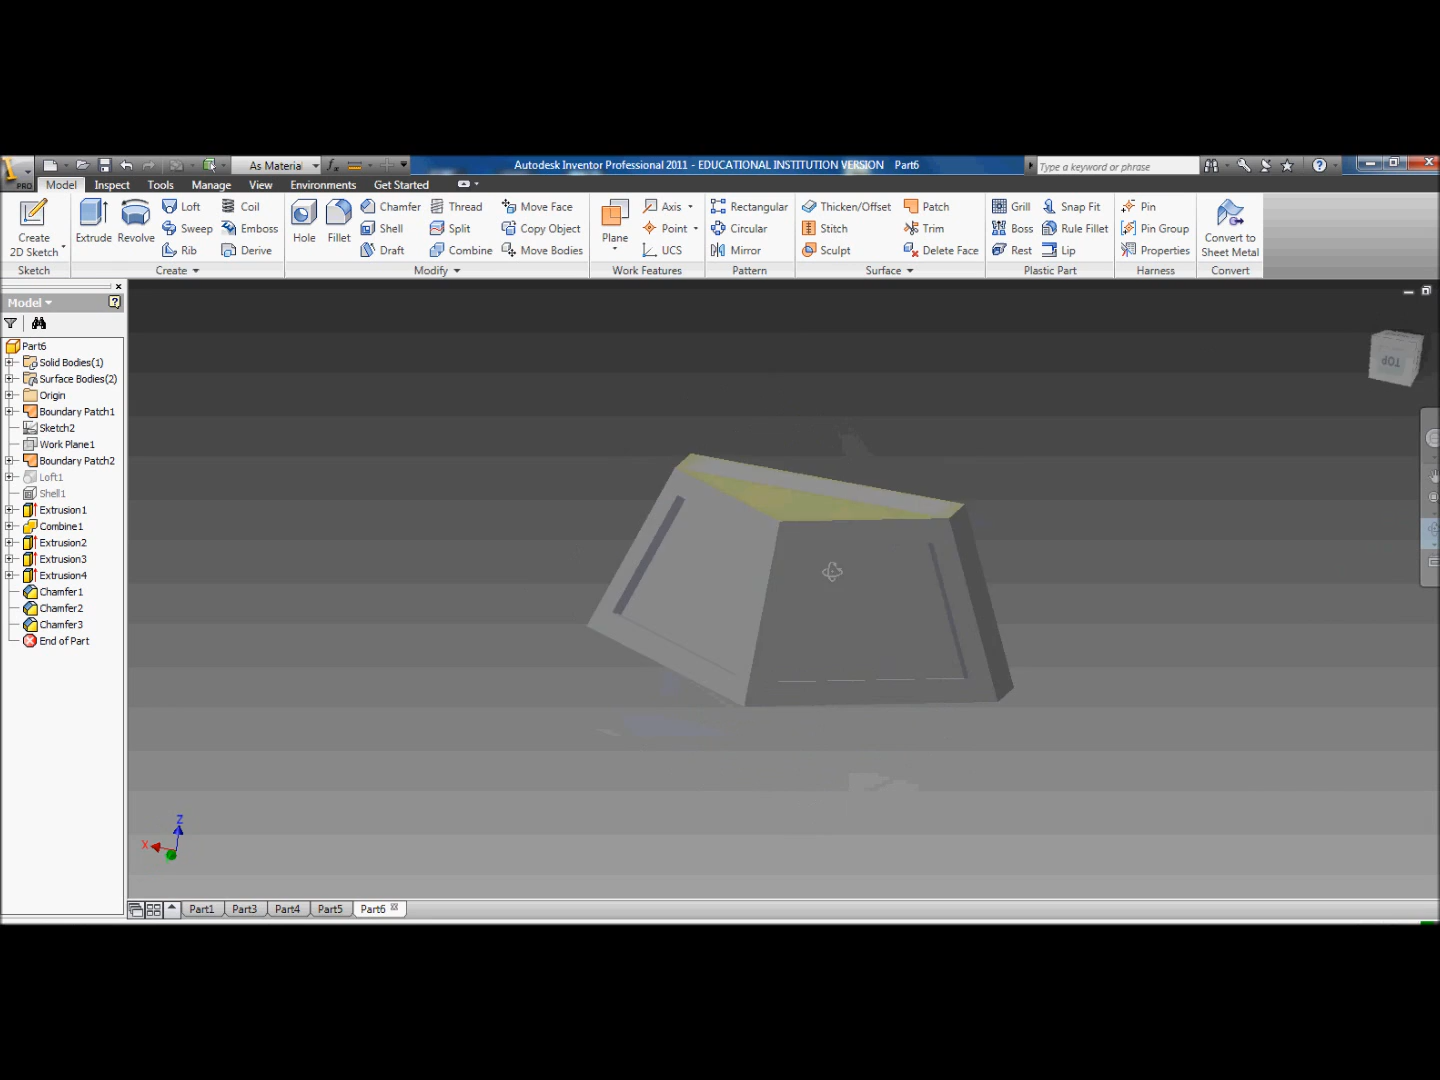 As Material
Autodesk Inventor Professional 2011 - EDUCATIONAL INSTITUTION VERSION Part6
Type a keyword or phrase
PRO
Model Inspect Tools Manage View Environments Get Started
Create 2D Sketch
Extrude Revolve
Loft Coil
Sweep Emboss
Rib Derive
Hole Fillet
Chamfer Thread Move Face
Shell Split Copy Object
Draft Combine Move Bodies
Plane
Axis
Point
UCS
Rectangular
Circular
Mirror
Thicken/Offset Patch
Stitch Trim
Sculpt Delete Face
Grill Snap Fit
Boss Rule Fillet
Rest Lip
Pin
Pin Group
Properties
Convert to Sheet Metal
Sketch Create Modify Work Features Pattern Surface Plastic Part Harness Convert
Model
Part6
Solid Bodies(1)
Surface Bodies(2)
Origin
Boundary Patch1
Sketch2
Work Plane1
Boundary Patch2
Loft1
Shell1
Extrusion1
Combine1
Extrusion2
Extrusion3
Extrusion4
Chamfer1
Chamfer2
Chamfer3
End of Part
TOP
Z
X
Part1 Part3 Part4 Part5 Part6